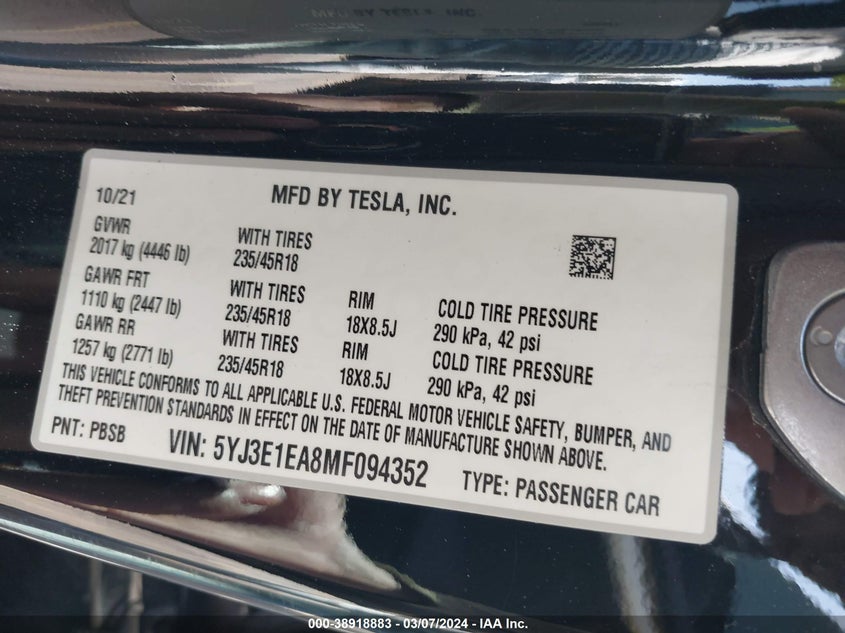 MFD BY TESLA, INC.
10/21 MFD BY TESLA, INC.
GVWR
2017 kg (4446 lb) WITH TIRES
235/45R18
GAWR FRT
1110 kg (2447 lb) WITH TIRES
235/45R18 RIM
18X8.5J COLD TIRE PRESSURE
290 kPa, 42 psi
GAWR RR
1257 kg (2771 lb) WITH TIRES
235/45R18 RIM
18X8.5J COLD TIRE PRESSURE
290 kPa, 42 psi
THIS VEHICLE CONFORMS TO ALL APPLICABLE U.S. FEDERAL MOTOR VEHICLE SAFETY, BUMPER, AND
THEFT PREVENTION STANDARDS IN EFFECT ON THE DATE OF MANUFACTURE SHOWN ABOVE.
PNT: PBSB VIN: 5YJ3E1EA8MF094352 TYPE: PASSENGER CAR
000-38918883 - 03/07/2024 - © IAA, Inc.